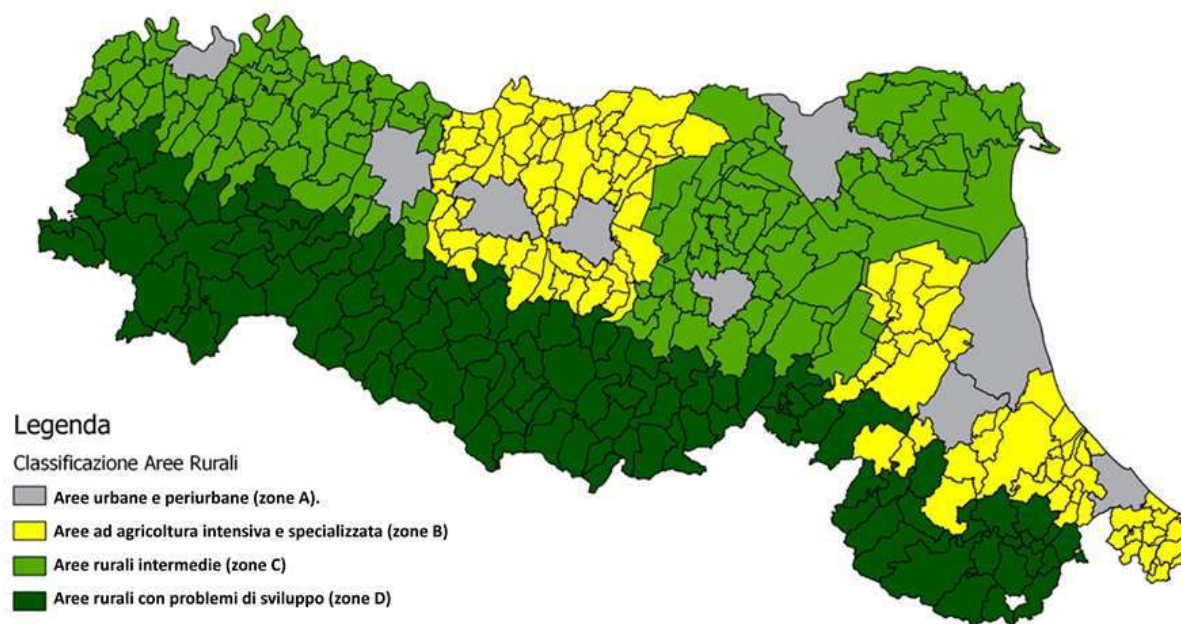 Legenda
Classificazione Aree Rurali
Aree urbane e periurbane (zone A).
Aree ad agricoltura intensiva e specializzata (zone B)
Aree rurali intermedie (zone C)
Aree rurali con problemi di sviluppo (zone D)